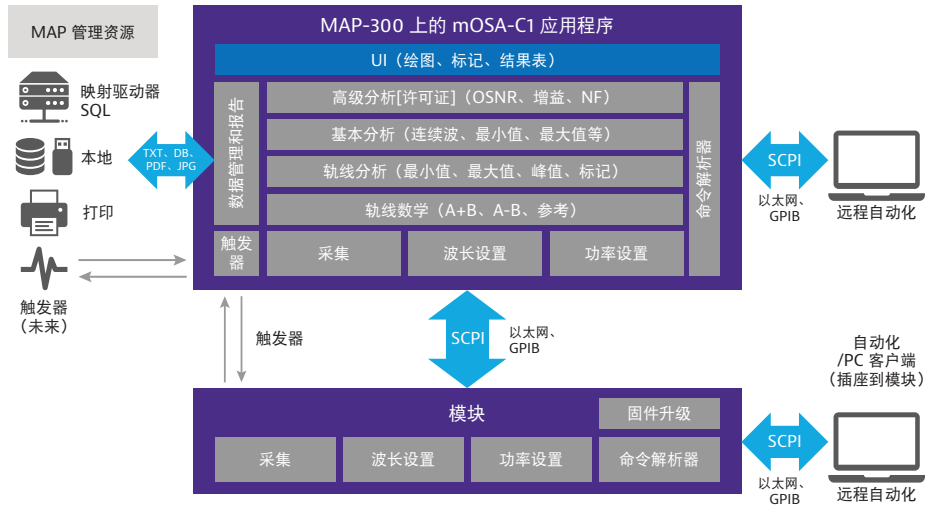 MAP 管理资源
映射驱动器
SQL
本地
打印
触发器
（未来）
TXT、DB、
PDF、JPG
MAP-300 上的 mOSA-C1 应用程序
UI（绘图、标记、结果表）
数据管理和报告
高级分析[许可证]（OSNR、增益、NF）
基本分析（连续波、最小值、最大值等）
轨线分析（最小值、最大值、峰值、标记）
轨线数学（A+B、A-B、参考）
命令解析器
触发
器
采集
波长设置
功率设置
SCPI
以太网、
GPIB
远程自动化
触发器
SCPI
以太网、
GPIB
自动化
/PC 客户端
（插座到模块）
模块
固件升级
采集
波长设置
功率设置
命令解析器
SCPI
以太网、
GPIB
远程自动化